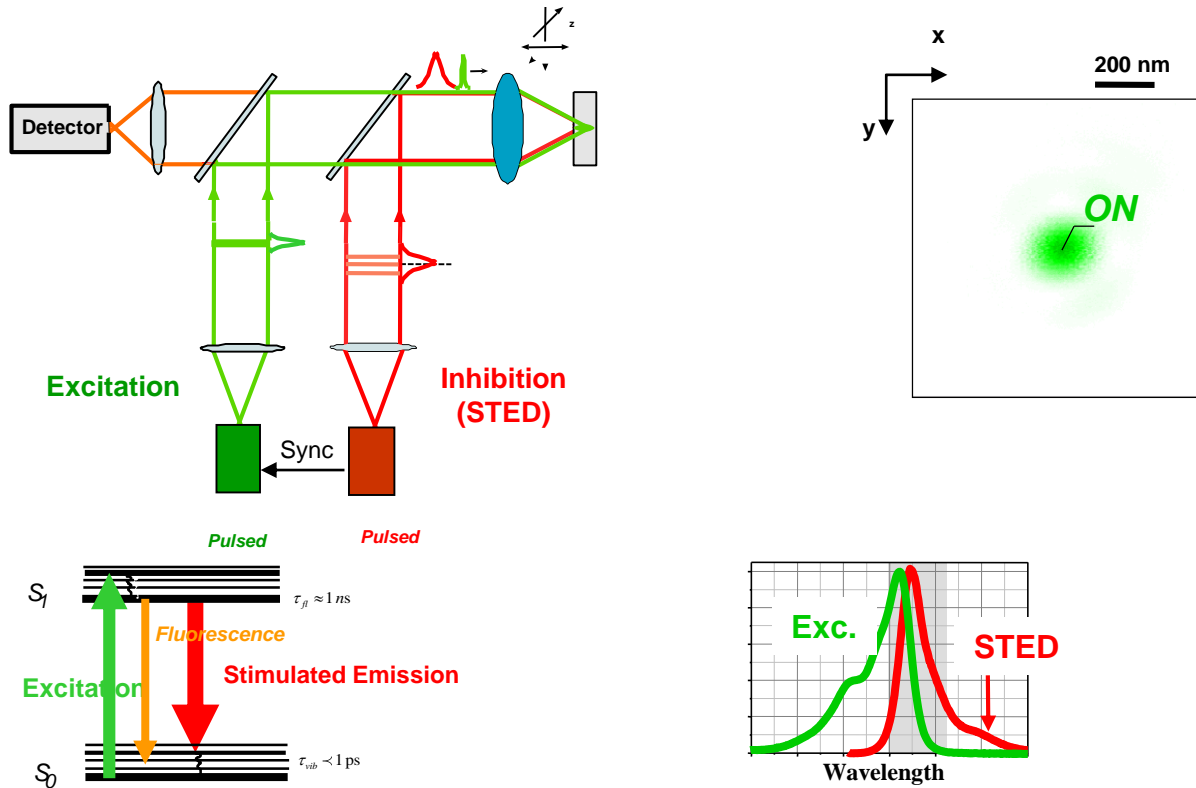 z
Detector
x
200 nm
y
ON
Excitation
Inhibition
(STED)
Sync
Pulsed
Pulsed
S1
τfl ≈ 1 ns
Fluorescence
Excitation
Stimulated Emission
S0
τvib ≺ 1 ps
Exc.
STED
Wavelength